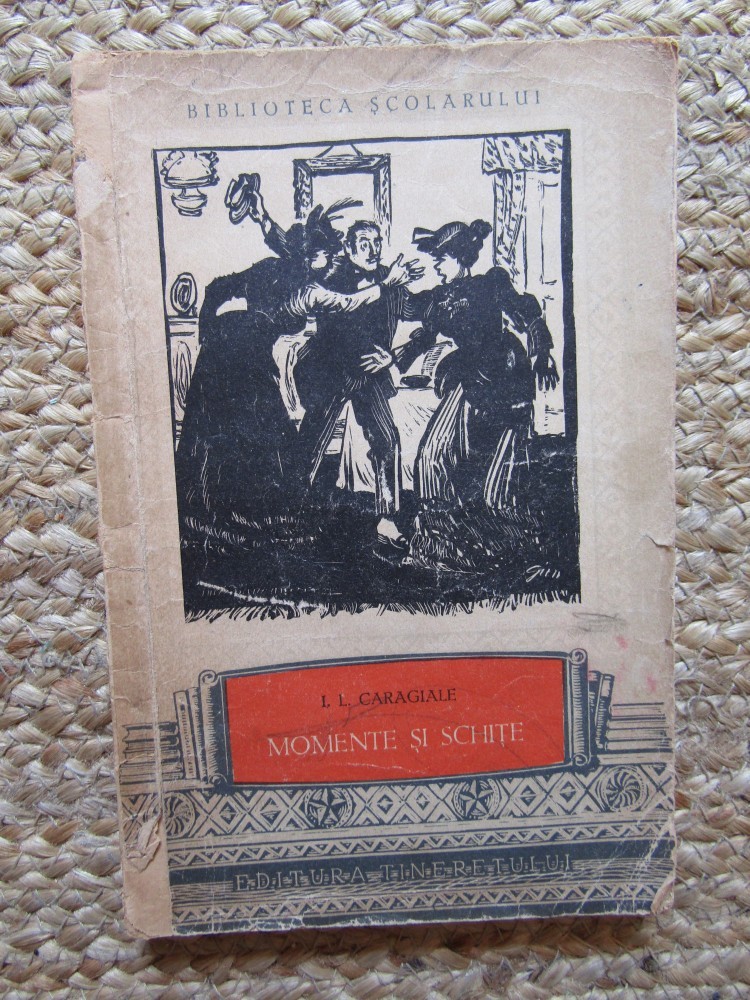 BIBLIOTECA ȘCOLARULUI
I. L. CARAGIALE
MOMENTE ȘI SCHIȚE
EDITURA TINERETULUI